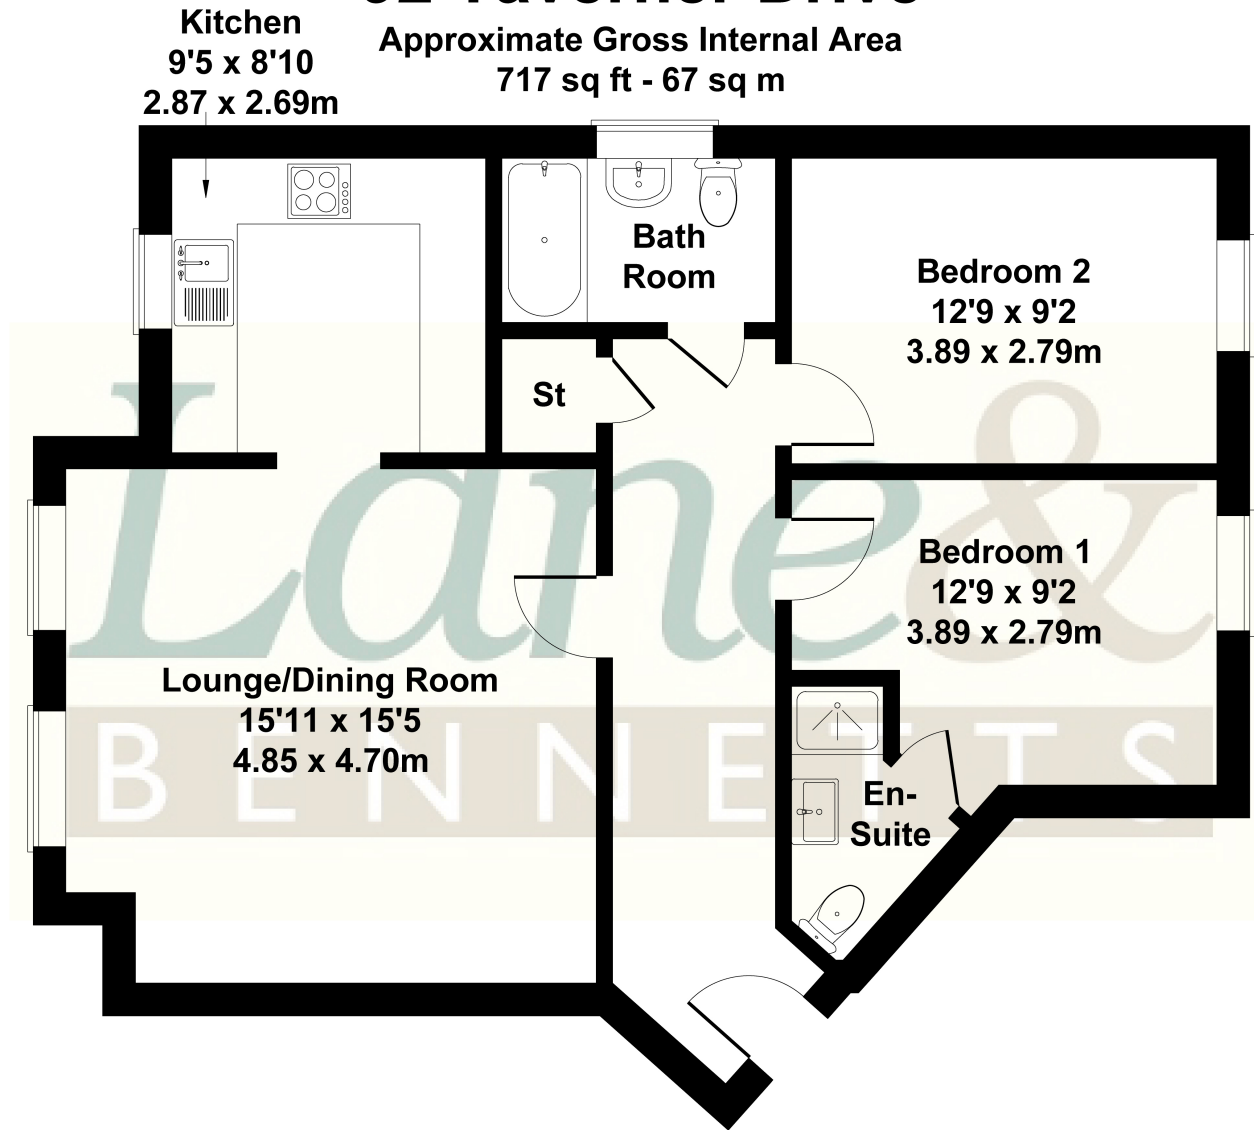 Kitchen
9'5 x 8'10
2.87 x 2.69m
Approximate Gross Internal Area
717 sq ft - 67 sq m
Bath
Room
Bedroom 2
12'9 x 9'2
3.89 x 2.79m
St
Bedroom 1
12'9 x 9'2
3.89 x 2.79m
Lounge/Dining Room
15'11 x 15'5
4.85 x 4.70m
En-
Suite
Lane &
BENNETTS